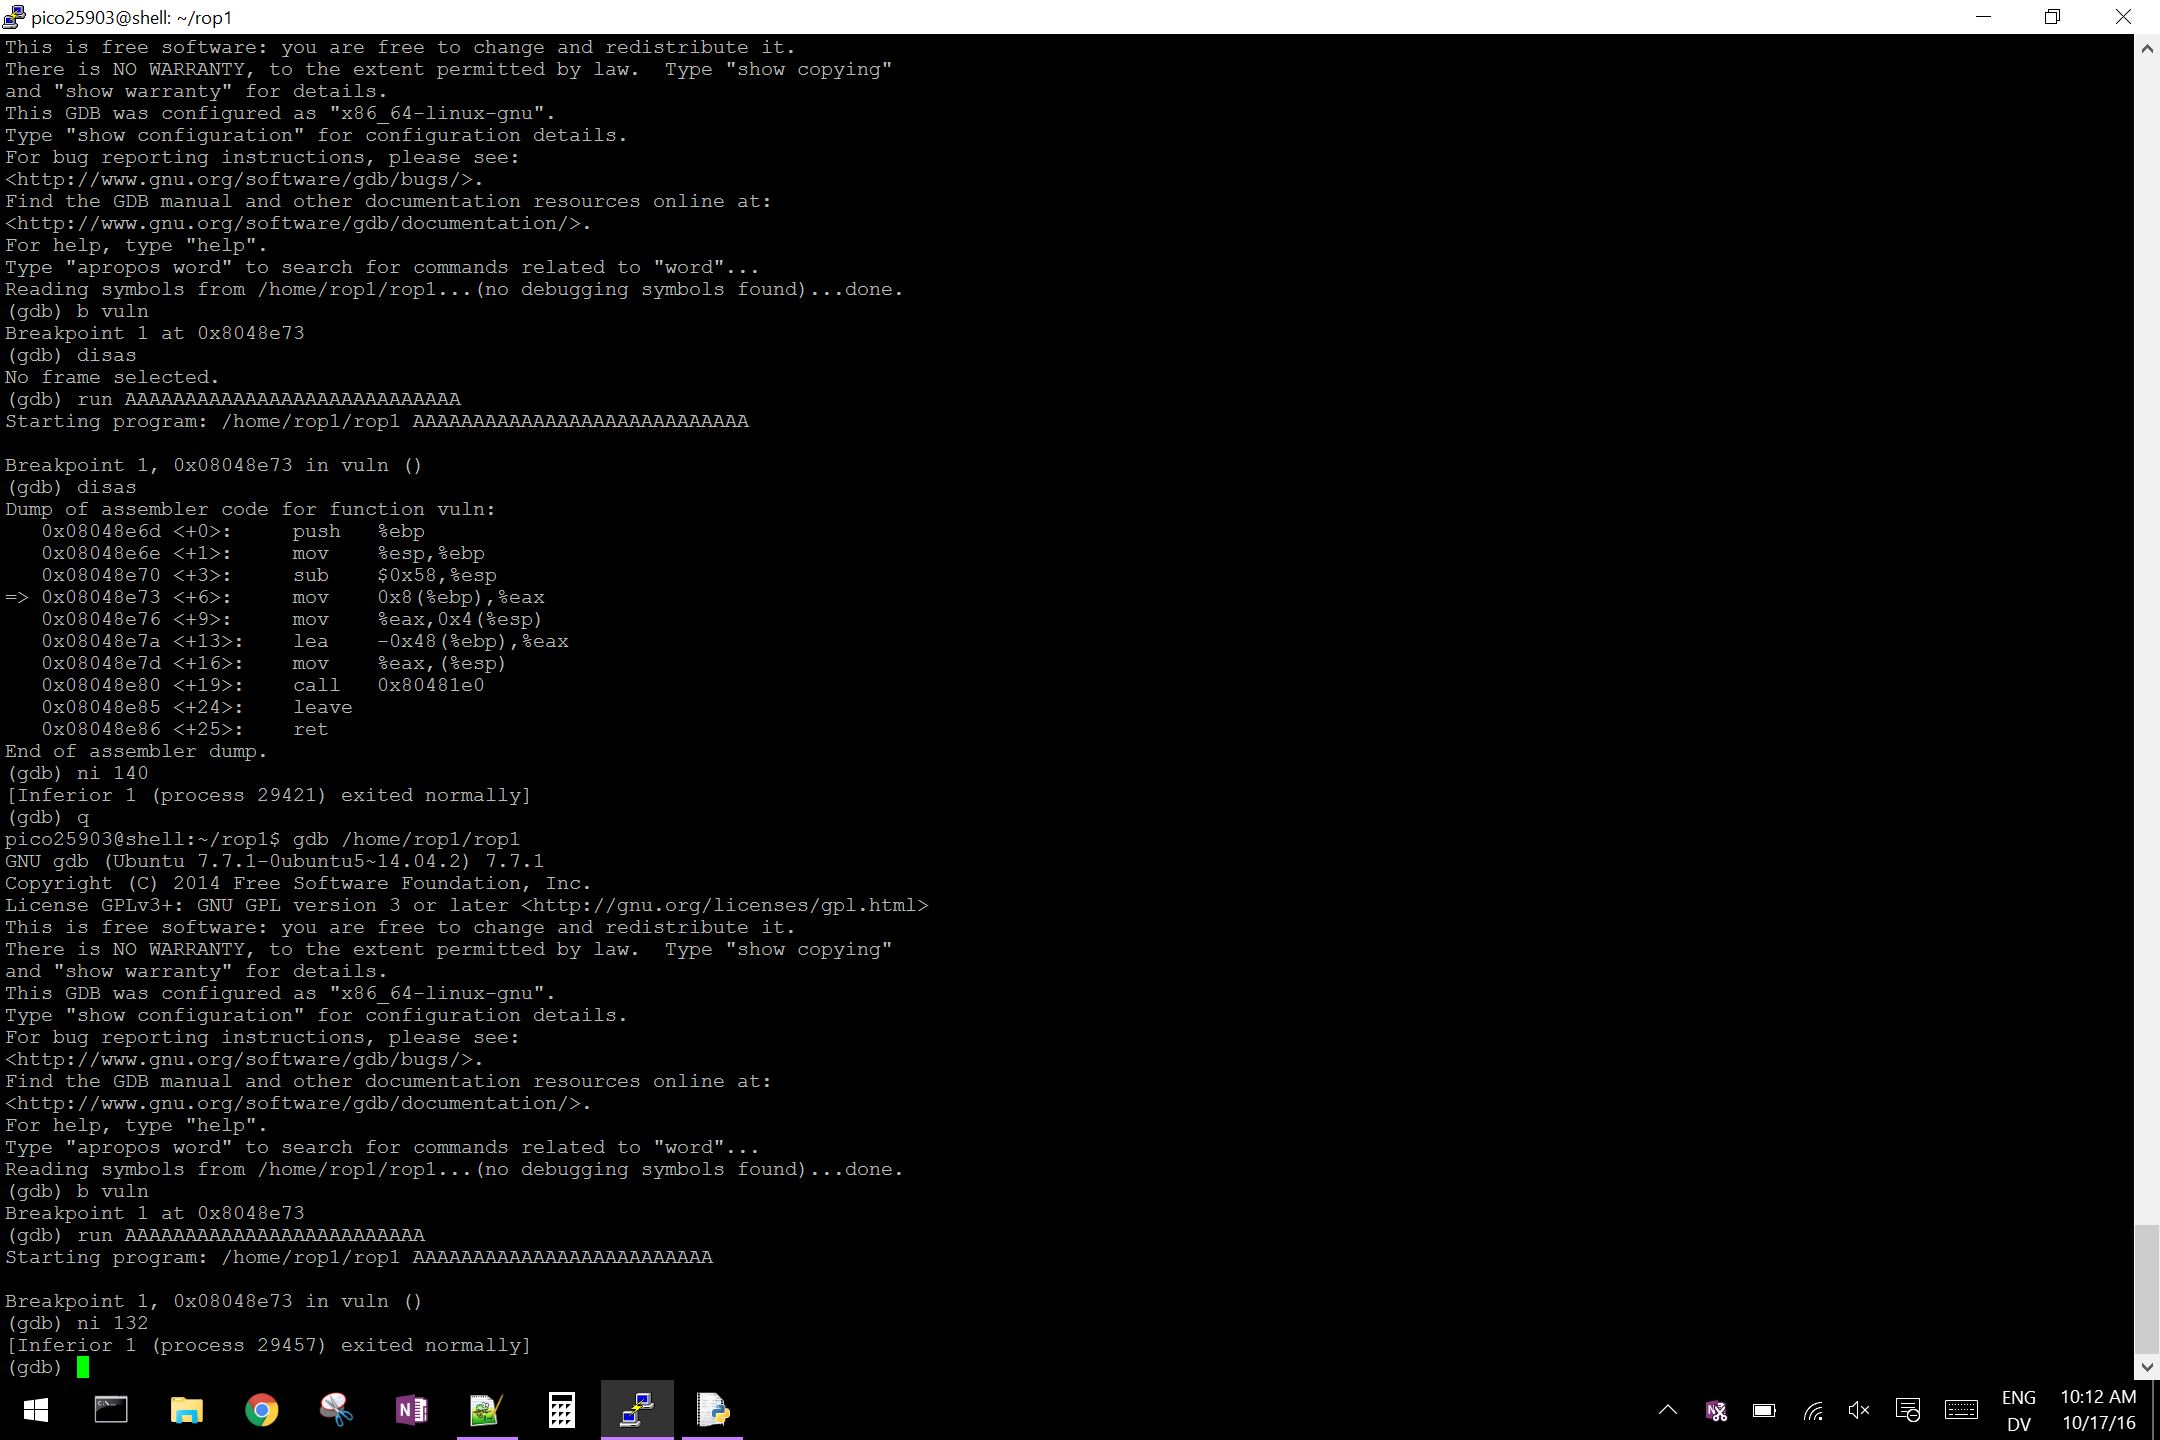 pico25903@shell: ~/rop1
This is free software: you are free to change and redistribute it.
There is NO WARRANTY, to the extent permitted by law.  Type "show copying"
and "show warranty" for details.
This GDB was configured as "x86_64-linux-gnu".
Type "show configuration" for configuration details.
For bug reporting instructions, please see:
<http://www.gnu.org/software/gdb/bugs/>.
Find the GDB manual and other documentation resources online at:
<http://www.gnu.org/software/gdb/documentation/>.
For help, type "help".
Type "apropos word" to search for commands related to "word"...
Reading symbols from /home/rop1/rop1...(no debugging symbols found)...done.
(gdb) b vuln
Breakpoint 1 at 0x8048e73
(gdb) disas
No frame selected.
(gdb) run AAAAAAAAAAAAAAAAAAAAAAAAAAAA
Starting program: /home/rop1/rop1 AAAAAAAAAAAAAAAAAAAAAAAAAAAA
Breakpoint 1, 0x08048e73 in vuln ()
(gdb) disas
Dump of assembler code for function vuln:
   0x08048e6d <+0>:     push   %ebp
   0x08048e6e <+1>:     mov    %esp,%ebp
   0x08048e70 <+3>:     sub    $0x58,%esp
=> 0x08048e73 <+6>:     mov    0x8(%ebp),%eax
   0x08048e76 <+9>:     mov    %eax,0x4(%esp)
   0x08048e7a <+13>:    lea    -0x48(%ebp),%eax
   0x08048e7d <+16>:    mov    %eax,(%esp)
   0x08048e80 <+19>:    call   0x80481e0
   0x08048e85 <+24>:    leave
   0x08048e86 <+25>:    ret
End of assembler dump.
(gdb) ni 140
[Inferior 1 (process 29421) exited normally]
(gdb) q
pico25903@shell:~/rop1$ gdb /home/rop1/rop1
GNU gdb (Ubuntu 7.7.1-0ubuntu5~14.04.2) 7.7.1
Copyright (C) 2014 Free Software Foundation, Inc.
License GPLv3+: GNU GPL version 3 or later <http://gnu.org/licenses/gpl.html>
This is free software: you are free to change and redistribute it.
There is NO WARRANTY, to the extent permitted by law.  Type "show copying"
and "show warranty" for details.
This GDB was configured as "x86_64-linux-gnu".
Type "show configuration" for configuration details.
For bug reporting instructions, please see:
<http://www.gnu.org/software/gdb/bugs/>.
Find the GDB manual and other documentation resources online at:
<http://www.gnu.org/software/gdb/documentation/>.
For help, type "help".
Type "apropos word" to search for commands related to "word"...
Reading symbols from /home/rop1/rop1...(no debugging symbols found)...done.
(gdb) b vuln
Breakpoint 1 at 0x8048e73
(gdb) run AAAAAAAAAAAAAAAAAAAAAAAAA
Starting program: /home/rop1/rop1 AAAAAAAAAAAAAAAAAAAAAAAAA
Breakpoint 1, 0x08048e73 in vuln ()
(gdb) ni 132
[Inferior 1 (process 29457) exited normally]
(gdb)
ENG
DV
10:12 AM
10/17/16